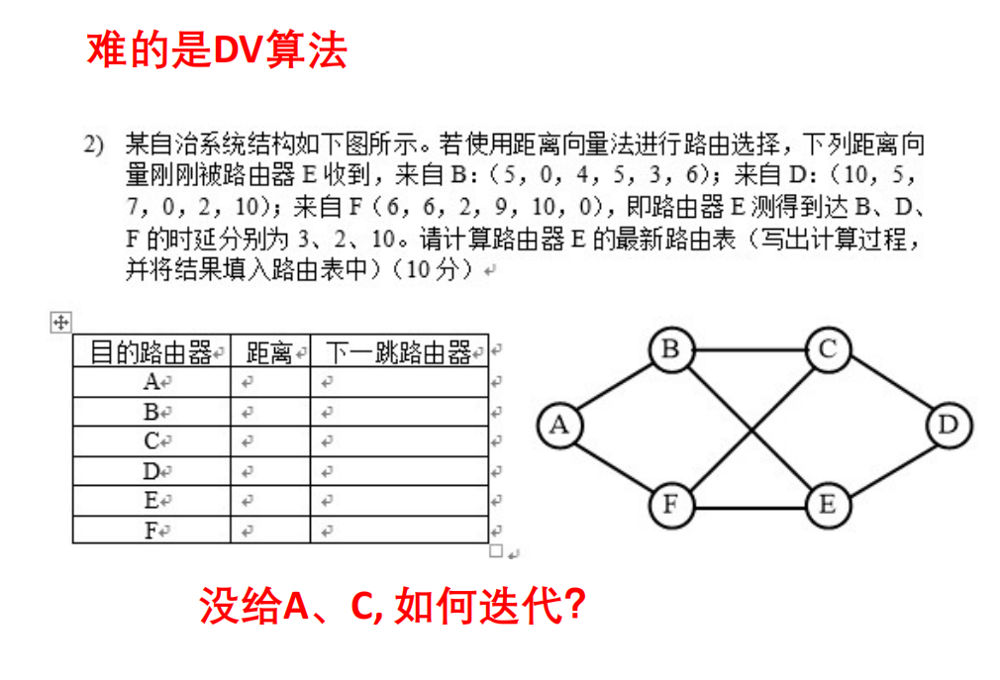 难的是DV算法
2) 某自治系统结构如下图所示。若使用距离向量法进行路由选择，下列距离向
量刚刚被路由器 E 收到，来自 B：（5，0，4，5，3，6）；来自 D：（10，5，
7，0，2，10）；来自 F（6，6，2，9，10，0），即路由器 E 测得到达 B、D、
F 的时延分别为 3、2、10。请计算路由器 E 的最新路由表（写出计算过程，
并将结果填入路由表中）（10 分）
目的路由器 距离 下一跳路由器
A
B
C
D
E
F
B
C
A
D
F
E
没给A、C, 如何迭代？